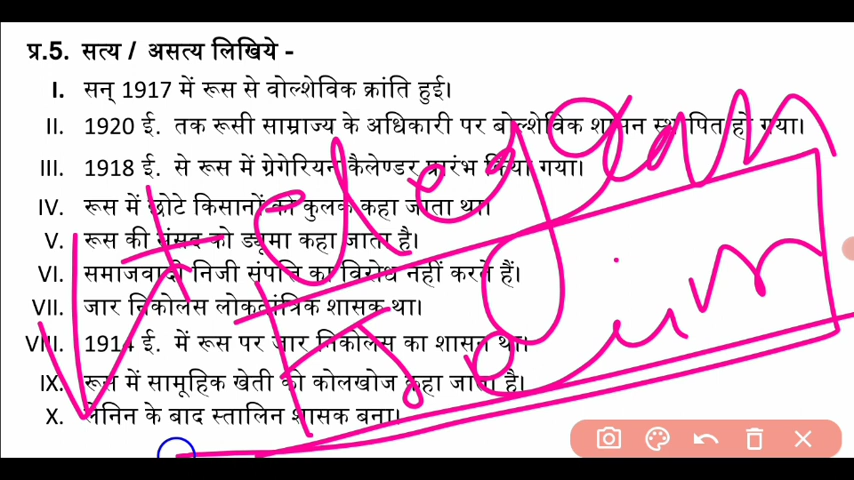 प्र.5. सत्य / असत्य लिखिये -
I. सन् 1917 में रूस से वोल्शेविक क्रांति हुई।
II. 1920 ई. तक रूसी साम्राज्य के अधिकारी पर बोल्शेविक शासन स्थापित हो गया।
III. 1918 ई. से रूस में ग्रेगेरियन कैलेण्डर प्रारंभ किया गया।
IV. रूस में छोटे किसानों को कुलक कहा जाता था।
V. रूस की संसद को ड्यूमा कहा जाता है।
VI. समाजवादी निजी संपत्ति का विरोध नहीं करते हैं।
VII. जार निकोलस लोकतांत्रिक शासक था।
VIII. 1914 ई. में रूस पर जार निकोलस का शासन था।
IX. रूस में सामूहिक खेती को कोलखोज कहा जाता है।
X. लेनिन के बाद स्तालिन शासक बना।